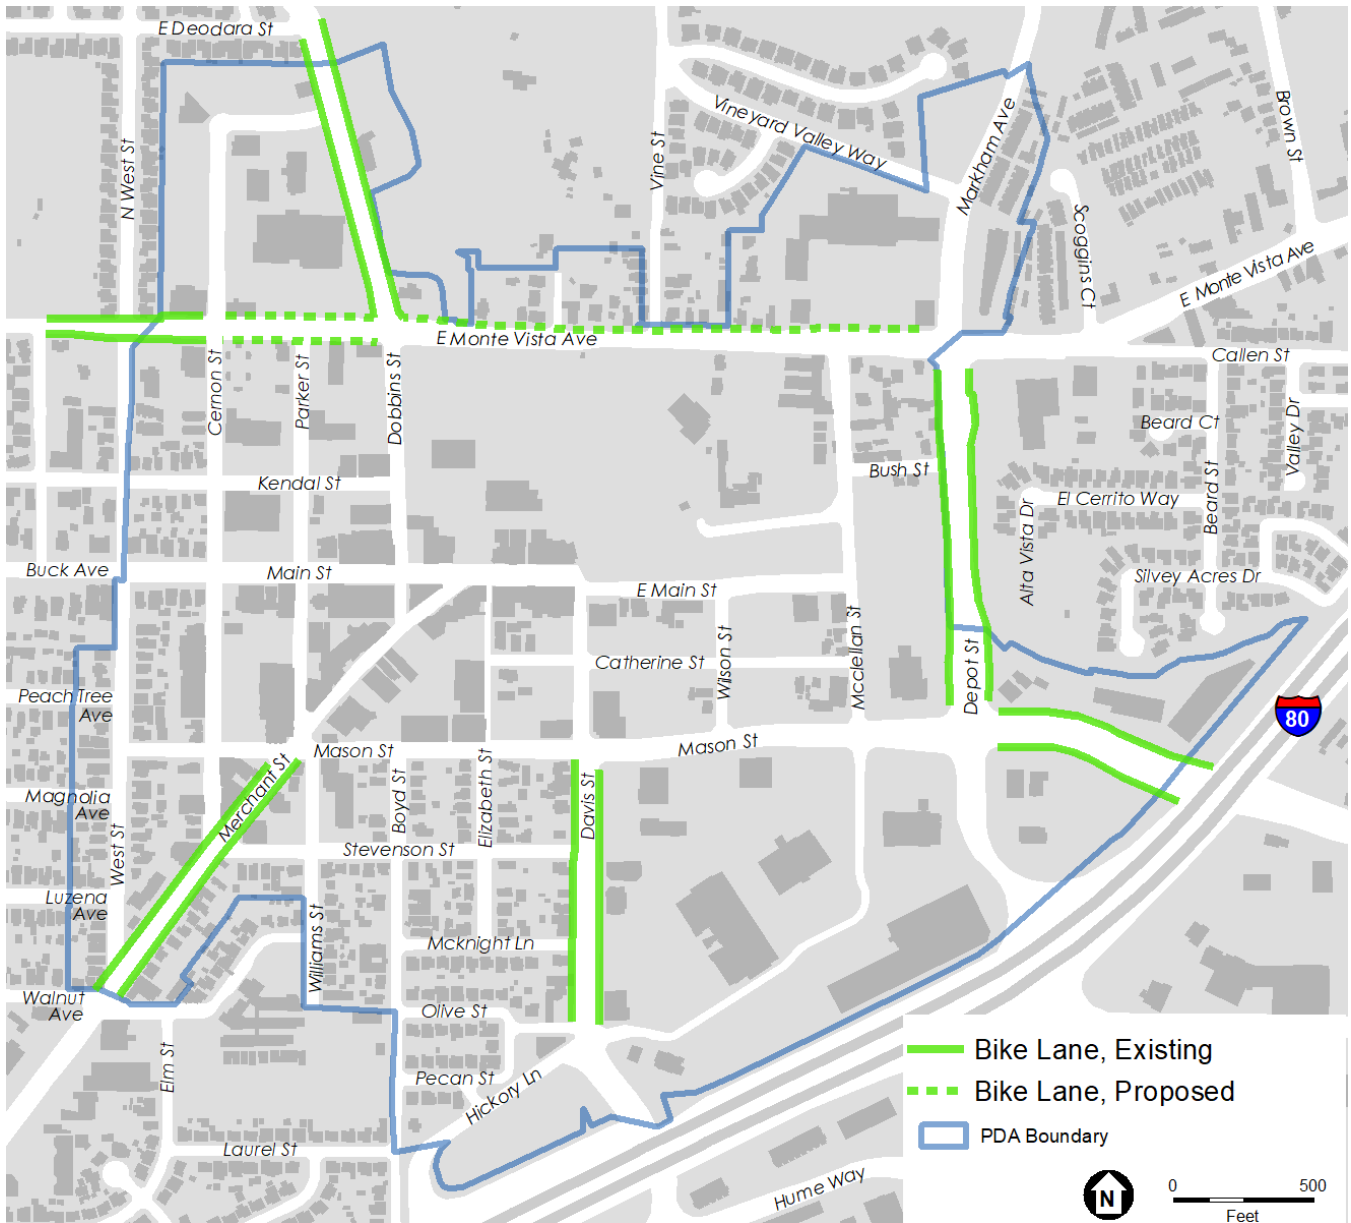 E Deodara St
N West St
Vine St
Vineyard Valley Way
Markham Ave
Brown St
Scoggins Ct
E Monte Vista Ave
E Monte Vista Ave
Callen St
Cernon St
Parker St
Dobbins St
Beard Ct
Valley Dr
Kendal St
Bush St
El Cerrito Way
Beard St
Alta Vista Dr
Buck Ave
Main St
E Main St
Silvey Acres Dr
Catherine St
Wilson St
Mcclellan St
Depot St
Peach Tree
Ave
80
Mason St
Mason St
Magnolia
Ave
Merchant St
Boyd St
Elizabeth St
Davis St
West St
Stevenson St
Luzena
Ave
Williams St
Mcknight Ln
Walnut
Ave
Olive St
Elm St
Pecan St
Hickory Ln
Laurel St
Hume Way
Bike Lane, Existing
Bike Lane, Proposed
PDA Boundary
N
0 500
Feet